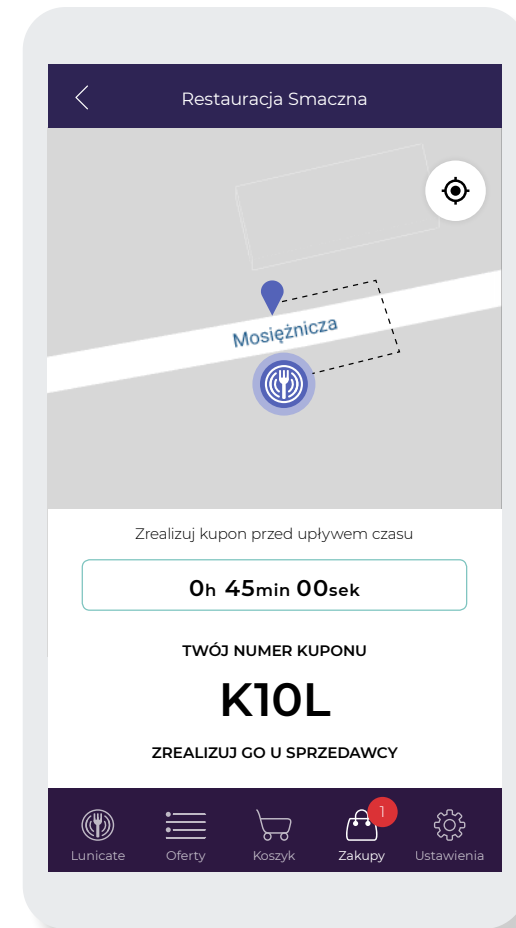 Restauracja Smaczna
Mosiężnicza
Zrealizuj kupon przed upływem czasu
0h 45min 00sek
TWÓJ NUMER KUPONU
K10L
ZREALIZUJ GO U SPRZEDAWCY
1
Lunicate Oferty Koszyk Zakupy Ustawienia